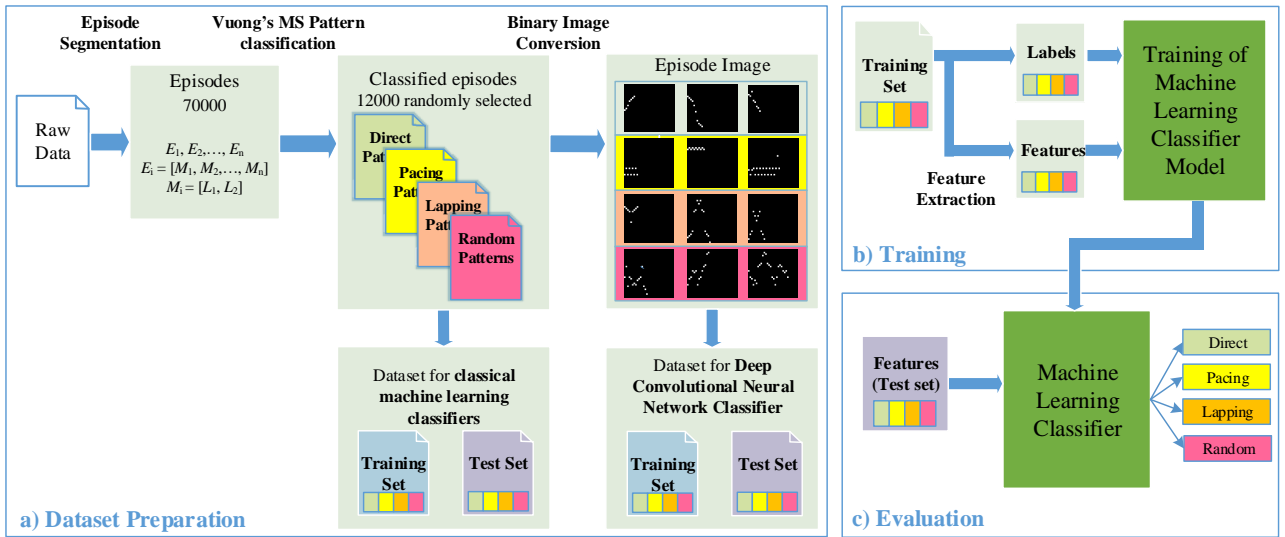 Episode
Segmentation
Vuong's MS Pattern
classification
Binary Image
Conversion
Raw
Data
Episodes
70000
E1, E2,…, En
Ei = [M1, M2,…, Mn]
Mi = [L1, L2]
Classified episodes
12000 randomly selected
Direct
Pat
Pacing
Patt
Lapping
Patt
Random
Patterns
Episode Image
Dataset for classical
machine learning
classifiers
Training
Set
Test Set
Dataset for Deep
Convolutional Neural
Network Classifier
Training
Set
Test Set
a) Dataset Preparation
Training
Set
Labels
Features
Feature
Extraction
Training of
Machine
Learning
Classifier
Model
b) Training
Features
(Test set)
Machine
Learning
Classifier
Direct
Pacing
Lapping
Random
c) Evaluation